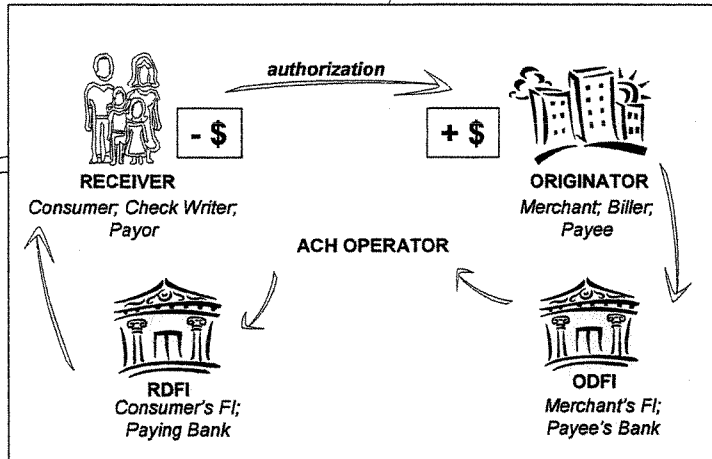 authorization
- $
+ $
RECEIVER
Consumer; Check Writer;
Payor
ORIGINATOR
Merchant; Biller;
Payee
ACH OPERATOR
RDFI
Consumer's FI;
Paying Bank
ODFI
Merchant's FI;
Payee's Bank